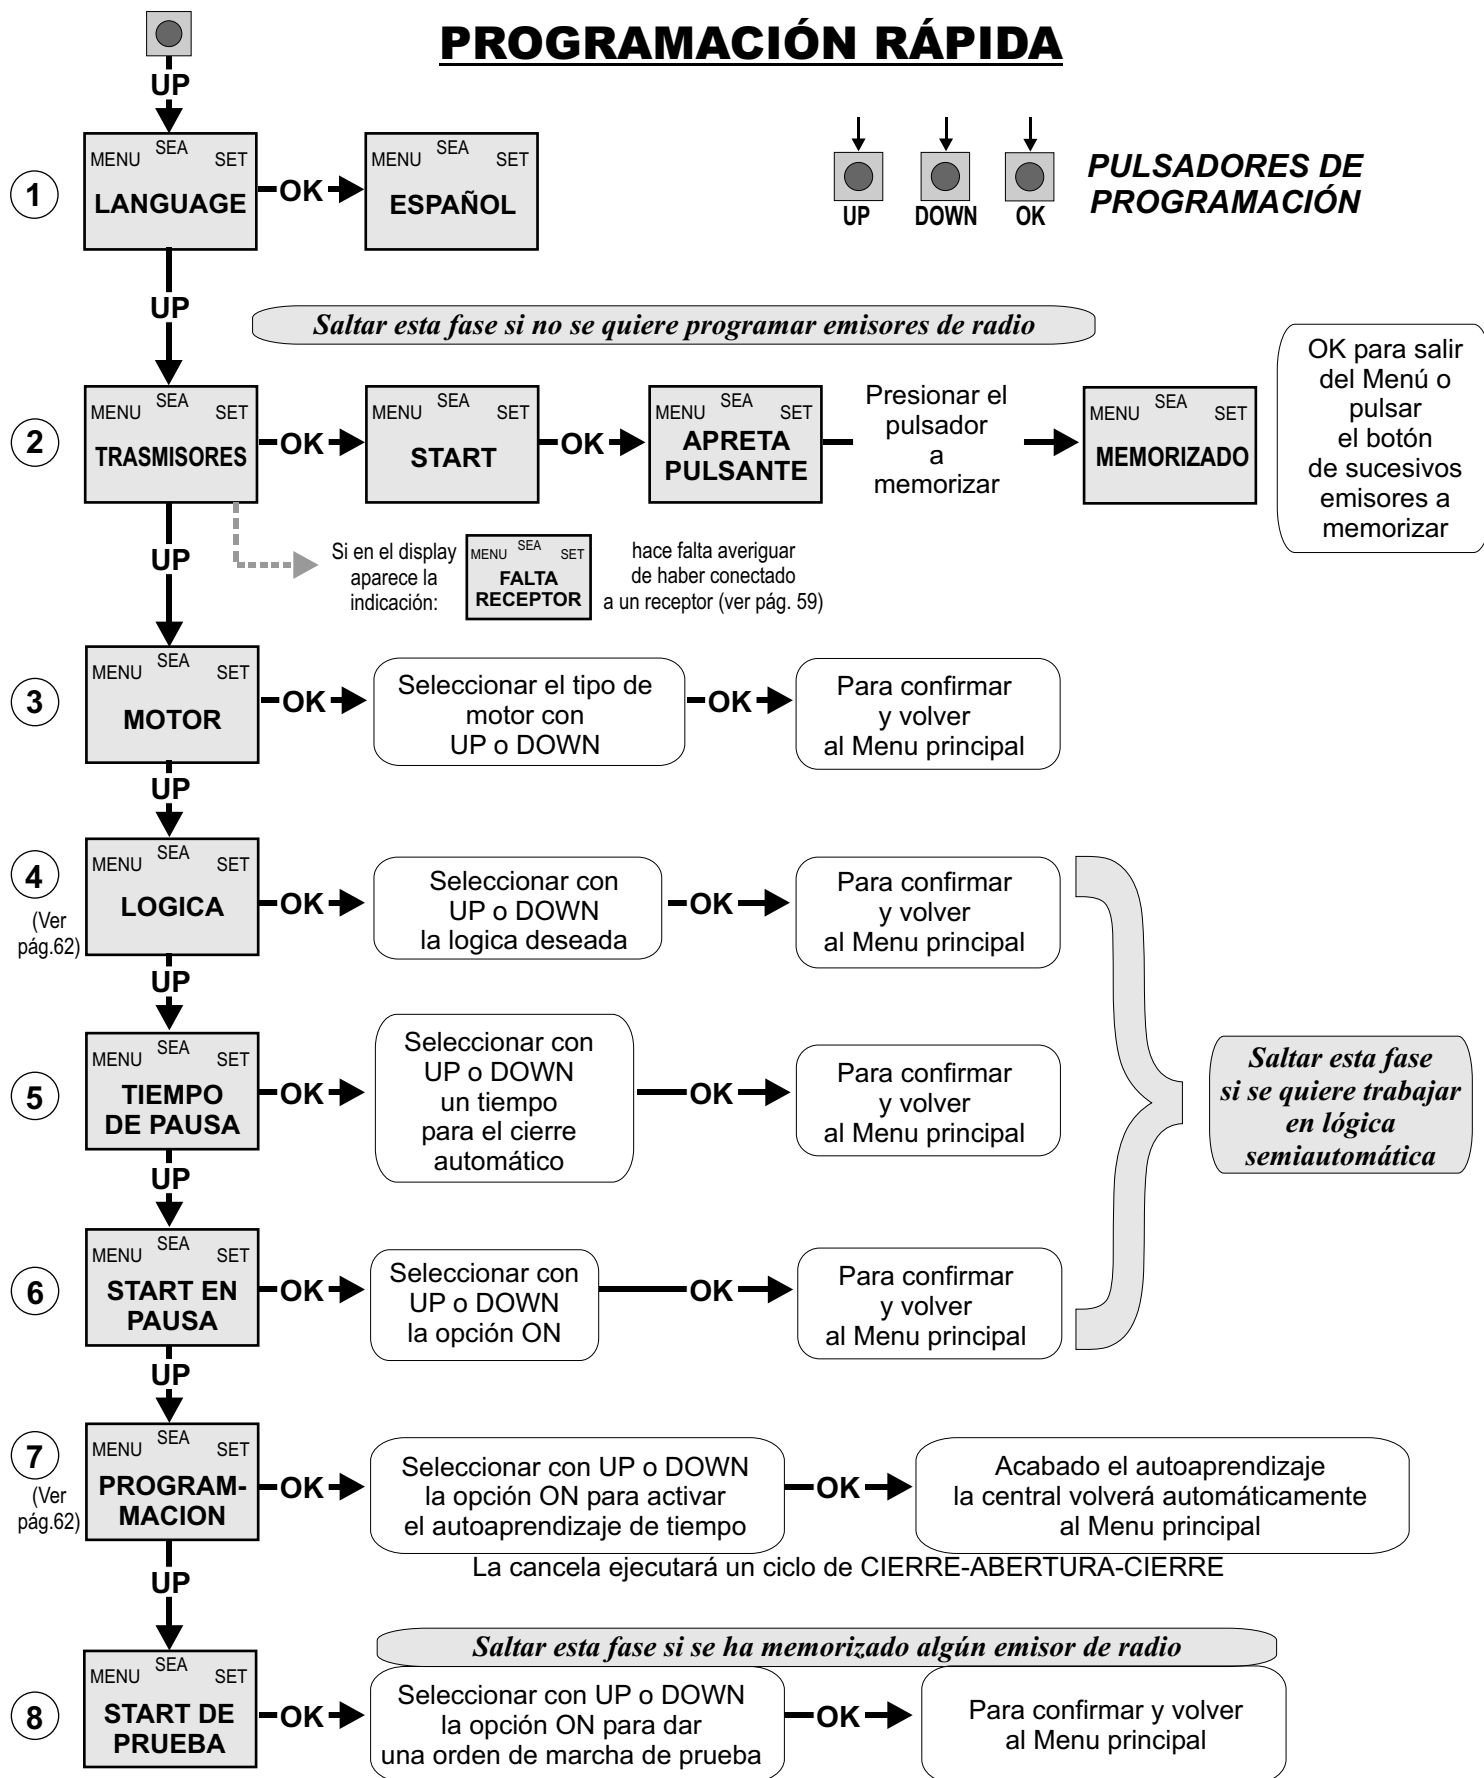 PROGRAMACIÓN RÁPIDA
UP
UP
DOWN
OK
PULSADORES DE
PROGRAMACIÓN
1
MENU SEA SET
LANGUAGE
OK
MENU SEA SET
ESPAÑOL
UP
Saltar esta fase si no se quiere programar emisores de radio
2
MENU SEA SET
TRASMISORES
OK
MENU SEA SET
START
OK
MENU SEA SET
APRETA
PULSANTE
Presionar el
pulsador
a
memorizar
MENU SEA SET
MEMORIZADO
OK para salir
del Menú o
pulsar
el botón
de sucesivos
emisores a
memorizar
UP
Si en el display
aparece la
indicación:
MENU SEA SET
FALTA
RECEPTOR
hace falta averiguar
de haber conectado
a un receptor (ver pág. 59)
3
MENU SEA SET
MOTOR
OK
Seleccionar el tipo de
motor con
UP o DOWN
OK
Para confirmar
y volver
al Menu principal
UP
4
(Ver
pág.62)
MENU SEA SET
LOGICA
OK
Seleccionar con
UP o DOWN
la logica deseada
OK
Para confirmar
y volver
al Menu principal
UP
5
MENU SEA SET
TIEMPO
DE PAUSA
OK
Seleccionar con
UP o DOWN
un tiempo
para el cierre
automático
OK
Para confirmar
y volver
al Menu principal
Saltar esta fase
si se quiere trabajar
en lógica
semiautomática
UP
6
MENU SEA SET
START EN
PAUSA
OK
Seleccionar con
UP o DOWN
la opción ON
OK
Para confirmar
y volver
al Menu principal
UP
7
(Ver
pág.62)
MENU SEA SET
PROGRAM-
MACION
OK
Seleccionar con UP o DOWN
la opción ON para activar
el autoaprendizaje de tiempo
OK
Acabado el autoaprendizaje
la central volverá automáticamente
al Menu principal
La cancela ejecutará un ciclo de CIERRE-ABERTURA-CIERRE
UP
Saltar esta fase si se ha memorizado algún emisor de radio
8
MENU SEA SET
START DE
PRUEBA
OK
Seleccionar con UP o DOWN
la opción ON para dar
una orden de marcha de prueba
OK
Para confirmar y volver
al Menu principal